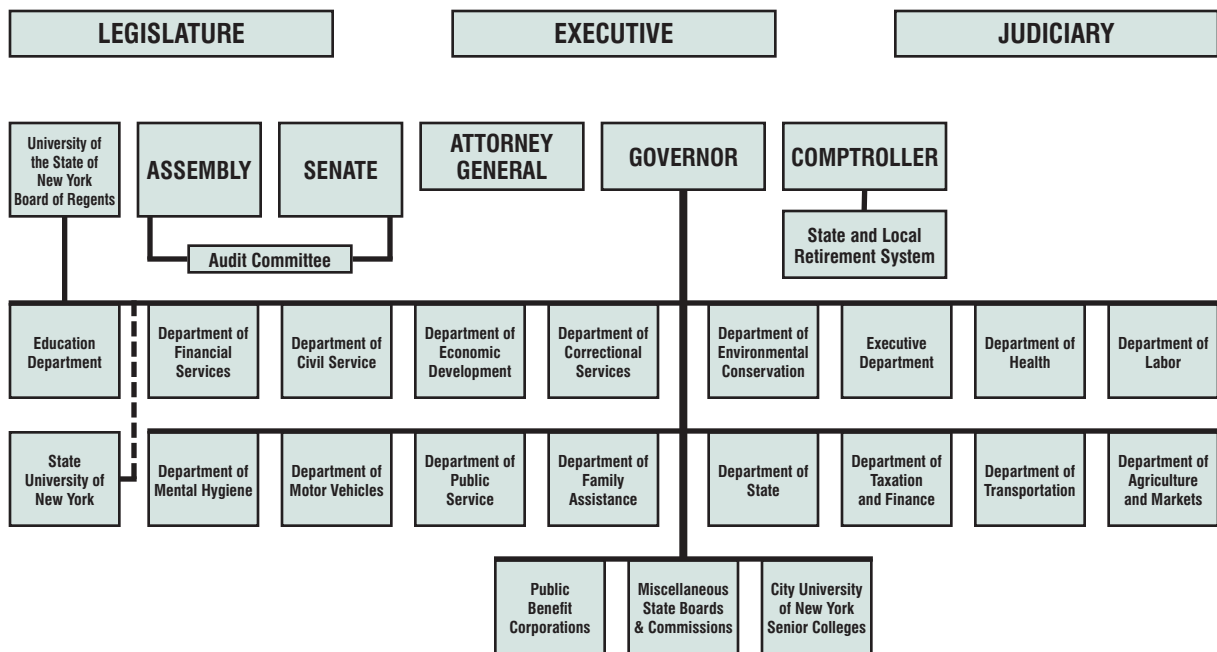 LEGISLATURE
EXECUTIVE
JUDICIARY
University of
the State of
New York
Board of Regents
ASSEMBLY
SENATE
ATTORNEY
GENERAL
GOVERNOR
COMPTROLLER
Audit Committee
State and Local
Retirement System
Education
Department
Department of
Financial
Services
Department of
Civil Service
Department of
Economic
Development
Department of
Correctional
Services
Department of
Environmental
Conservation
Executive
Department
Department of
Health
Department of
Labor
State
University of
New York
Department of
Mental Hygiene
Department of
Motor Vehicles
Department of
Public
Service
Department of
Family
Assistance
Department of
State
Department of
Taxation
and Finance
Department of
Transportation
Department of
Agriculture
and Markets
Public
Benefit
Corporations
Miscellaneous
State Boards
& Commissions
City University
of New York
Senior Colleges